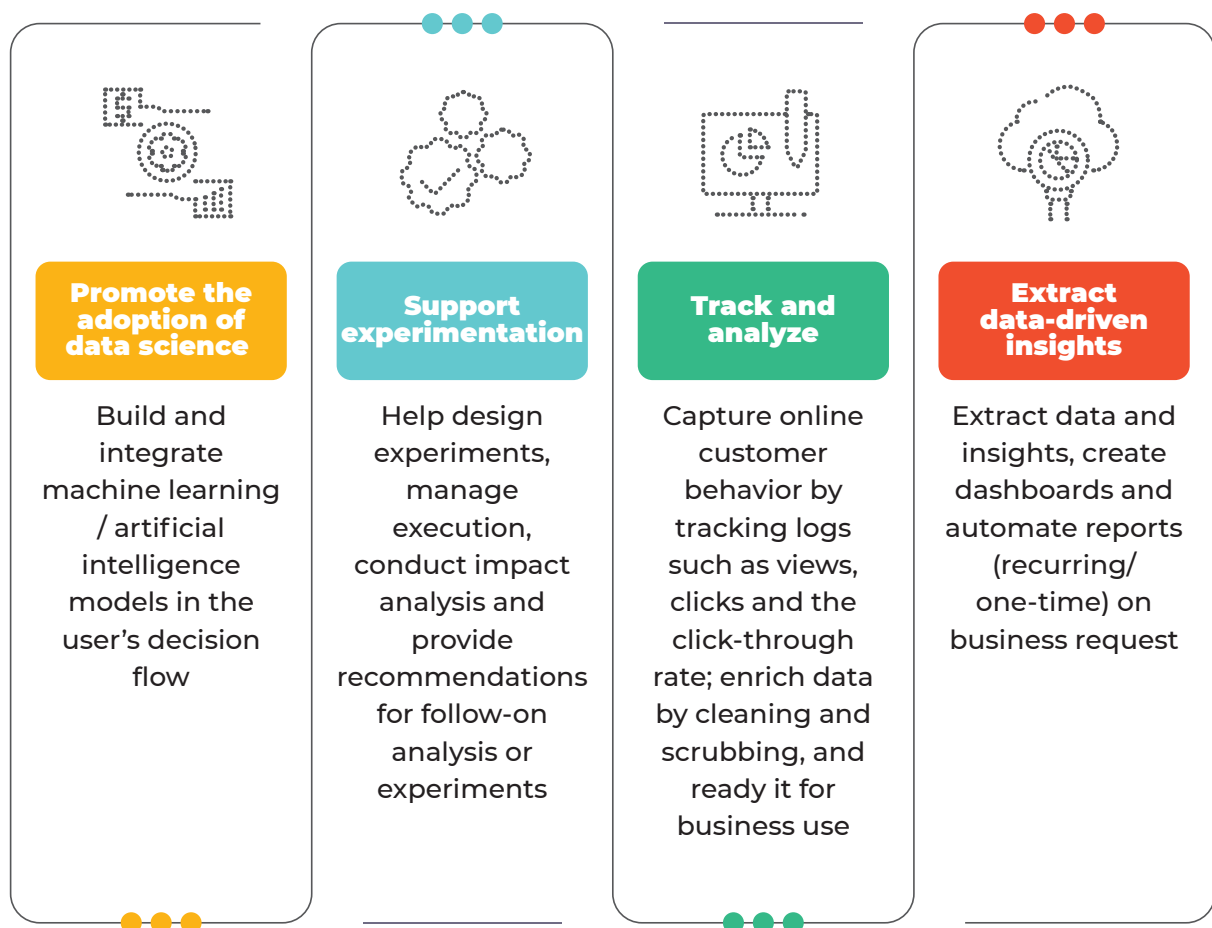 Promote the
adoption of
data science
Build and
integrate
machine learning
/ artificial
intelligence
models in the
user’s decision
flow
Support
experimentation
Help design
experiments,
manage
execution,
conduct impact
analysis and
provide
recommendations
for follow-on
analysis or
experiments
Track and
analyze
Capture online
customer
behavior by
tracking logs
such as views,
clicks and the
click-through
rate; enrich data
by cleaning and
scrubbing, and
ready it for
business use
Extract
data-driven
insights
Extract data and
insights, create
dashboards and
automate reports
(recurring/
one-time) on
business request